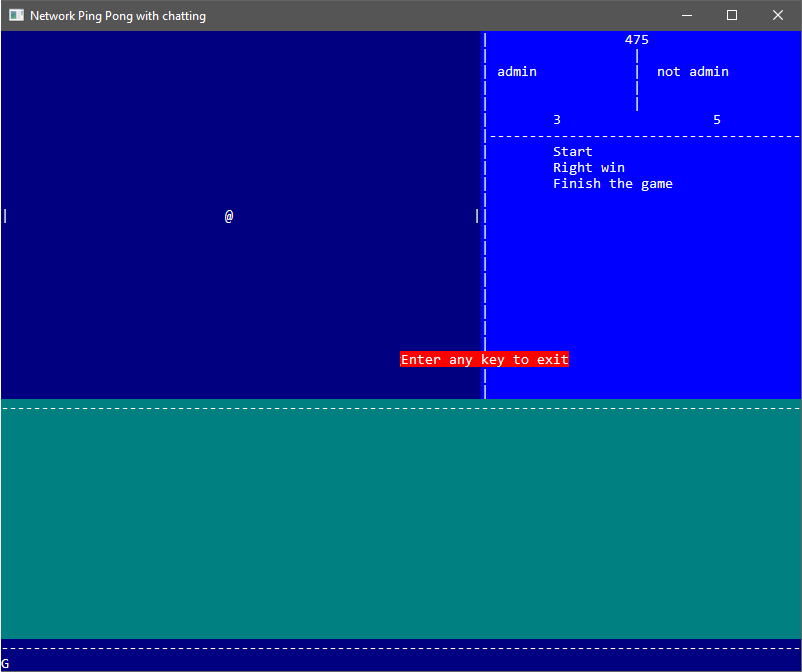 Network Ping Pong with chatting
475
admin | not admin
3 5
---------------------------------------
Start
Right win
Finish the game
| @ |
Enter any key to exit
----------------------------------------------------------------------------------------------------
----------------------------------------------------------------------------------------------------
G